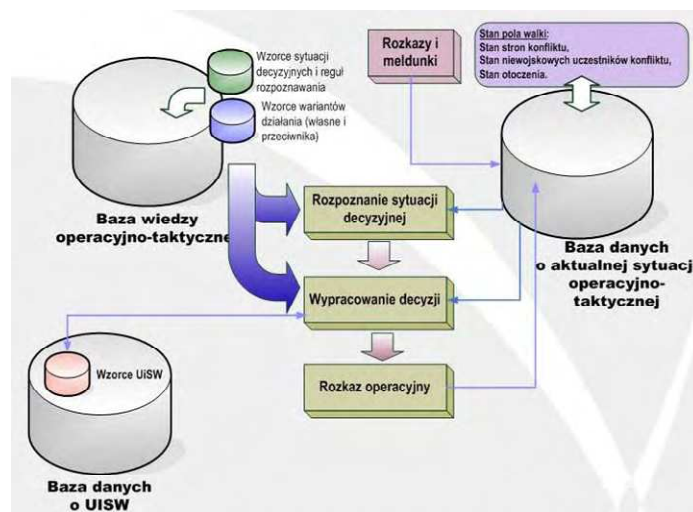 Wzorce sytuacji
decyzyjnych i reguł
rozpoznawania
Wzorce wariantów
działania (własne i
przeciwnika)
Baza wiedzy
operacyjno-taktyczne
Rozkazy i
meldunki
Stan pola walki:
Stan stron konfliktu,
Stan niewojskowych uczestników konfliktu,
Stan otoczenia.
Rozpoznanie sytuacji
decyzyjnej
Baza danych
o aktualnej sytuacj
operacyjno-
taktycznej
Wypracowanie decyzji
Rozkaz operacyjny
Wzorce UiSW
Baza danych
o UISW